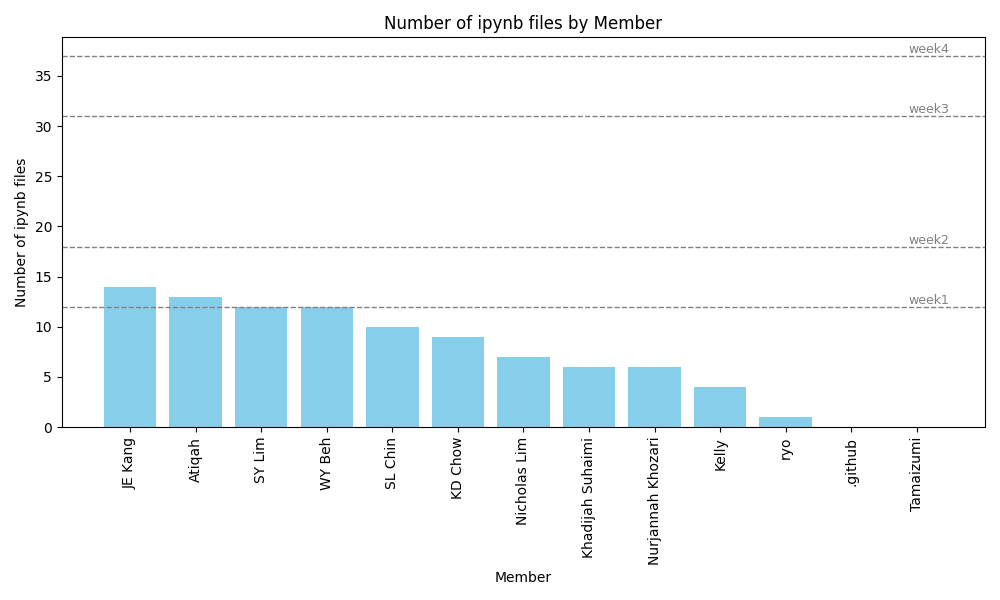 Number of ipynb files by Member
Number of ipynb files
35
30
25
20
15
10
5
0
week4
week3
week2
week1
JE Kang
Atiqah
SY Lim
WY Beh
SL Chin
KD Chow
Nicholas Lim
Khadijah Suhaimi
Nurjannah Khozari
Kelly
ryo
.github
Tamaizumi
Member